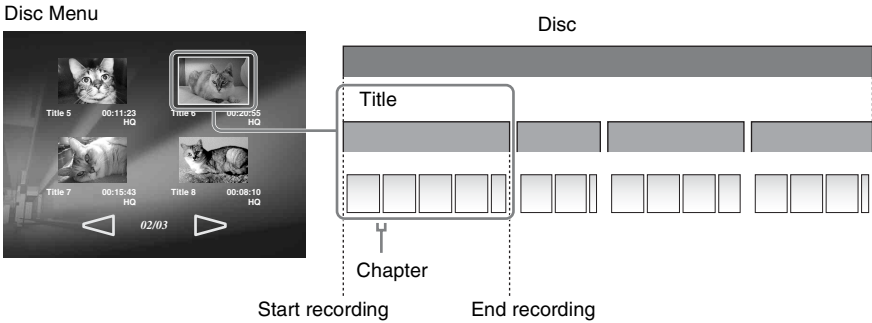 Disc Menu
Disc
Title 5 00:11:23
HQ
Title 6 00:20:55
HQ
Title 7 00:15:43
HQ
Title 8 00:08:10
HQ
02/03
Title
Chapter
Start recording
End recording